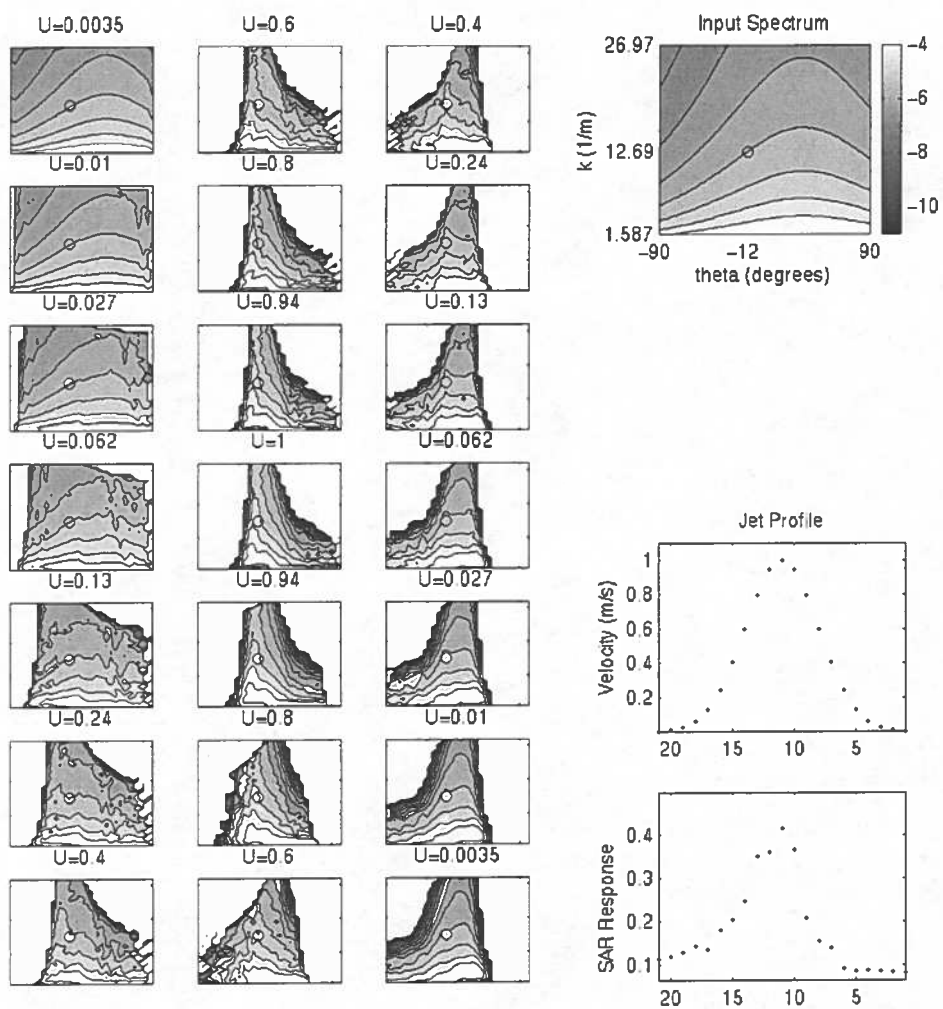 U=0.0035
U=0.6
U=0.4
U=0.01
U=0.8
U=0.24
U=0.027
U=0.94
U=0.13
U=0.062
U=1
U=0.062
U=0.13
U=0.94
U=0.027
U=0.24
U=0.8
U=0.01
U=0.4
U=0.6
U=0.0035
Input Spectrum
26.97
12.69
1.587
k (1/m)
-90
-12
90
theta (degrees)
-4
-6
-8
-10
Jet Profile
1
0.8
0.6
0.4
0.2
Velocity (m/s)
20
15
10
5
0.4
0.3
0.2
0.1
SAR Response
20
15
10
5